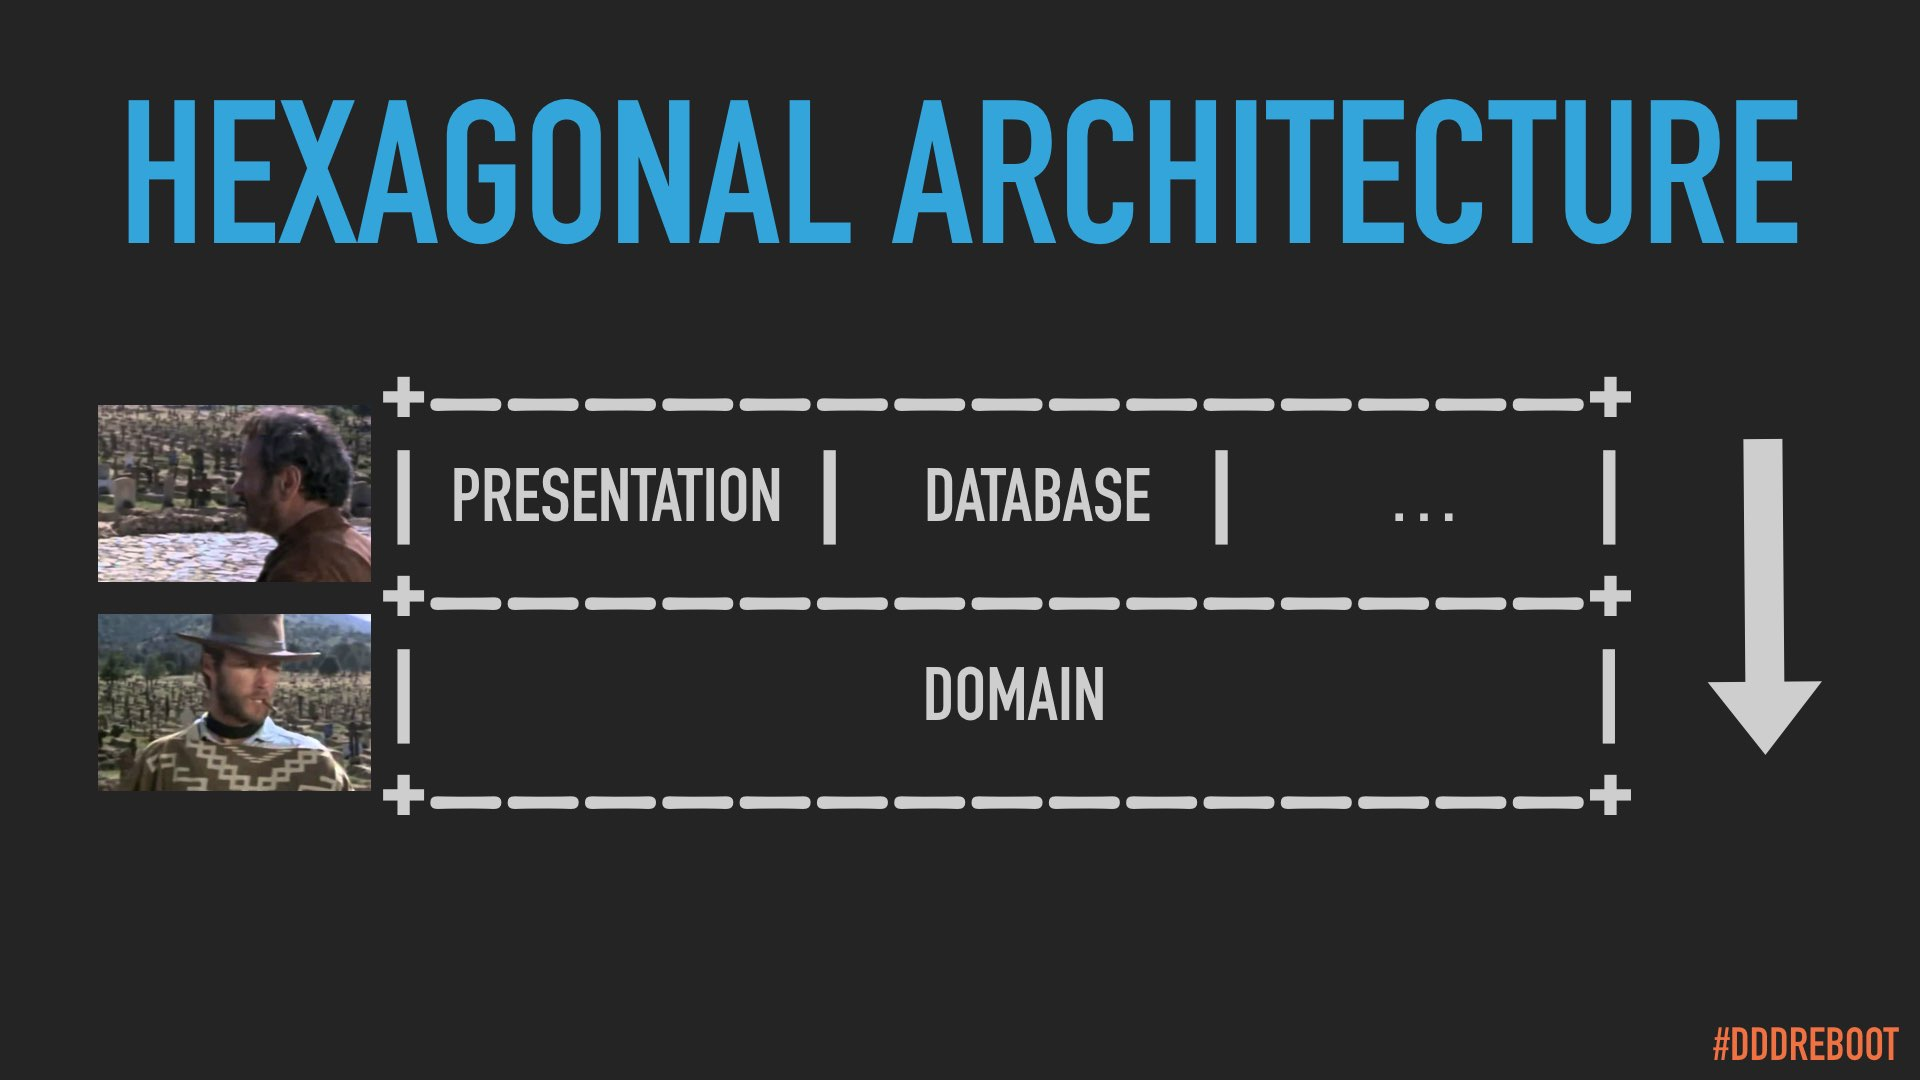 HEXAGONAL ARCHITECTURE
+---------------+
| PRESENTATION | DATABASE | ... |
+---------------+
| DOMAIN |
+---------------+
#DDDREBOOT